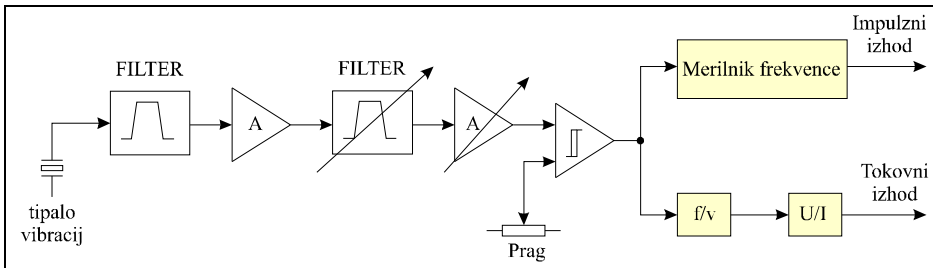 FILTER
FILTER
A
A
tipalo
vibracij
Prag
Merilnik frekvence
Impulzni
izhod
f/v
U/I
Tokovni
izhod